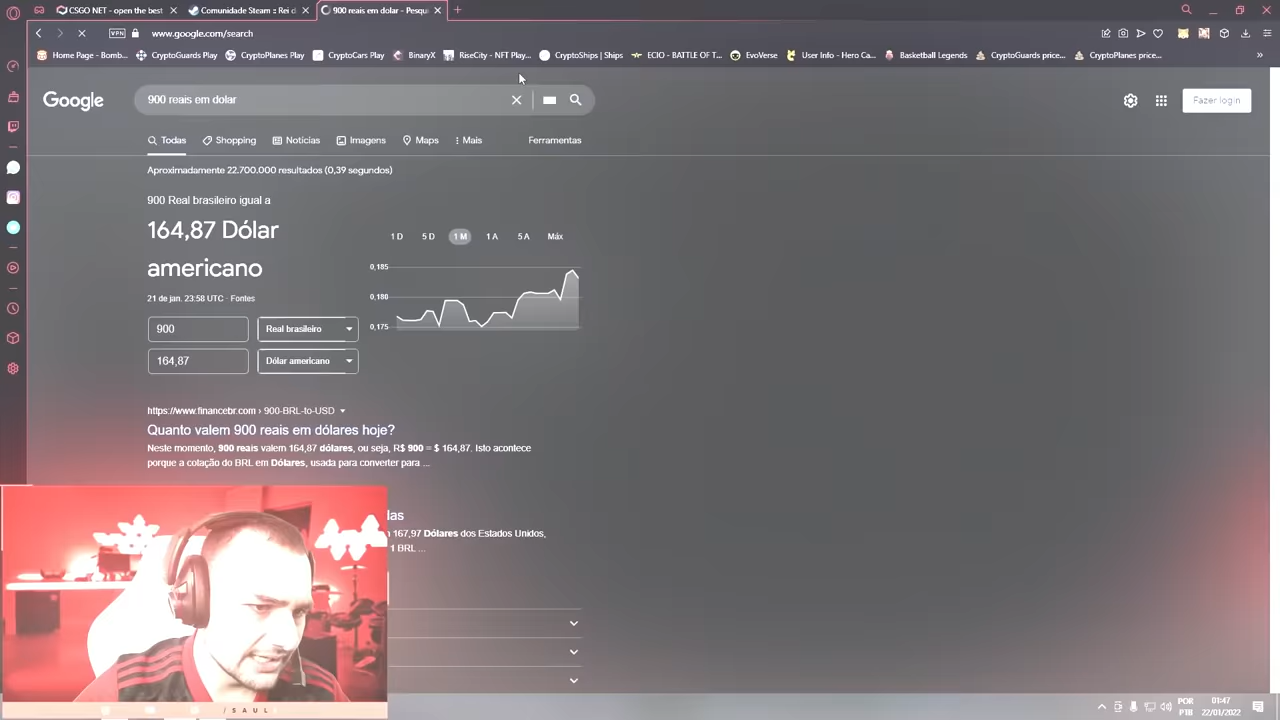 CSGO NET - open the best
Comunidade Steam :: Rei d
900 reais em dolar - Pesqu
VPN
www.google.com/search
Home Page - Bomb...
CryptoGuards Play
CryptoPlanes Play
CryptoCars Play
BinaryX
RiseCity - NFT Play...
CryptoShips | Ships
ECIO - BATTLE OF T...
EvoVerse
User Info - Hero Ca...
Basketball Legends
CryptoGuards price...
CryptoPlanes price...
Google
900 reais em dolar
Fazer login
Todas
Shopping
Notícias
Imagens
Maps
Mais
Ferramentas
Aproximadamente 22.700.000 resultados (0,39 segundos)
900 Real brasileiro igual a
164,87 Dólar
americano
1 D
5 D
1 M
1 A
5 A
Máx
0,185
0,180
0,175
21 de jan. 23:58 UTC · Fontes
900
Real brasileiro
164,87
Dólar americano
https://www.financebr.com › 900-BRL-to-USD
Quanto valem 900 reais em dólares hoje?
Neste momento, 900 reais valem 164,87 dólares, ou seja, R$ 900 = $ 164,87. Isto acontece
porque a cotação do BRL em Dólares, usada para converter para ...
das
167,97 Dólares dos Estados Unidos,
1 BRL ...
/SAUL
POR
01:47
PTB
22/01/2022